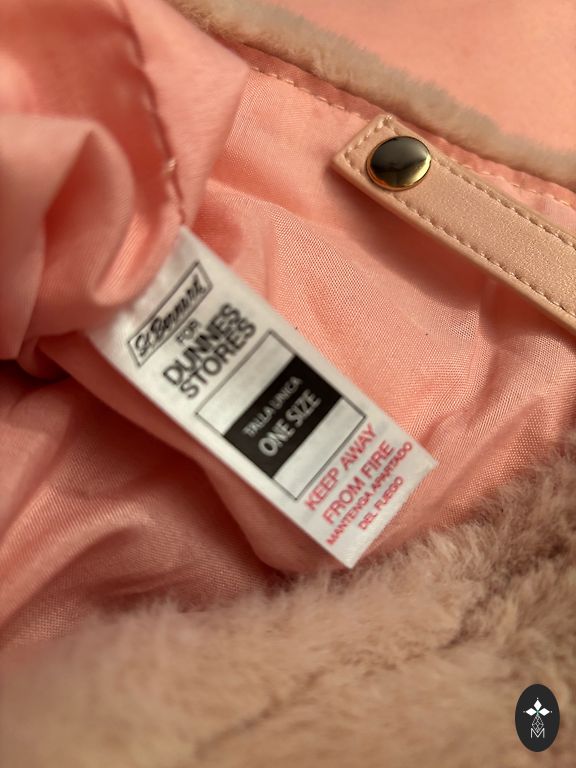 St. Bernard
FOR
DUNNES
STORES
TALLA UNICA
ONE SIZE
KEEP AWAY
FROM FIRE
MANTENGA APARTADO
DEL FUEGO
M